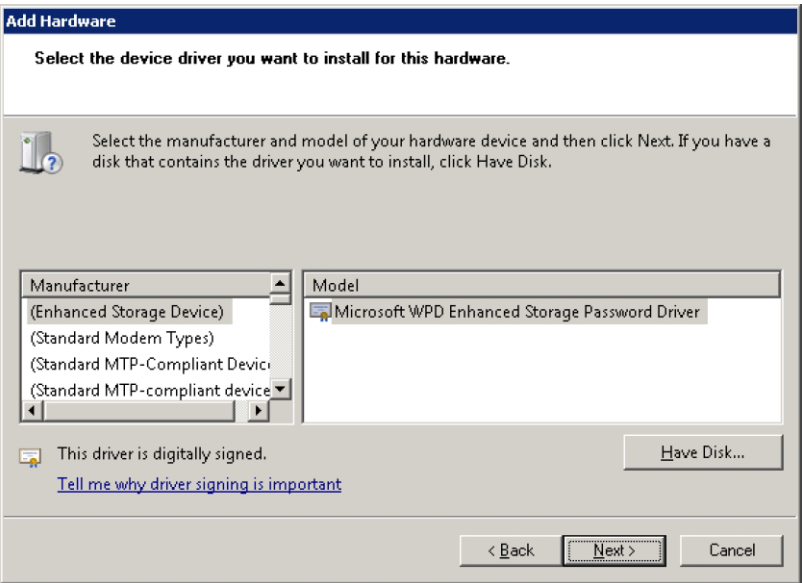 Add Hardware
Select the device driver you want to install for this hardware.
Select the manufacturer and model of your hardware device and then click Next. If you have a
disk that contains the driver you want to install, click Have Disk.
Manufacturer
(Enhanced Storage Device)
(Standard Modem Types)
(Standard MTP-Compliant Devic
(Standard MTP-compliant device
Model
Microsoft WPD Enhanced Storage Password Driver
This driver is digitally signed.
Tell me why driver signing is important
Have Disk...
< Back
Next >
Cancel